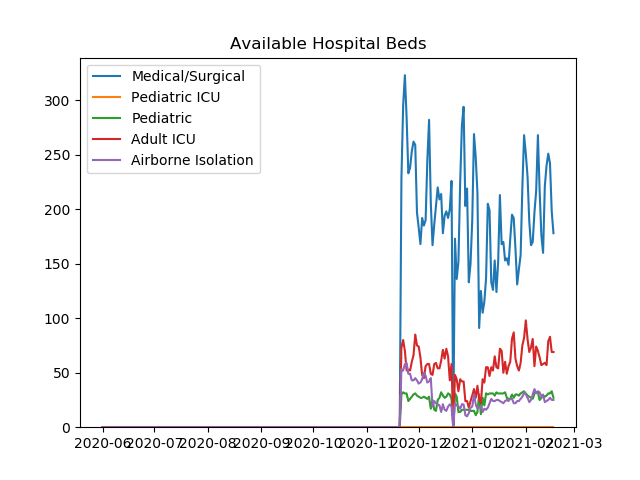 Available Hospital Beds
Medical/Surgical
Pediatric ICU
Pediatric
Adult ICU
Airborne Isolation
300
250
200
150
100
50
0
2020-06 2020-07 2020-08 2020-09 2020-10 2020-11 2020-12 2021-01 2021-02 2021-03